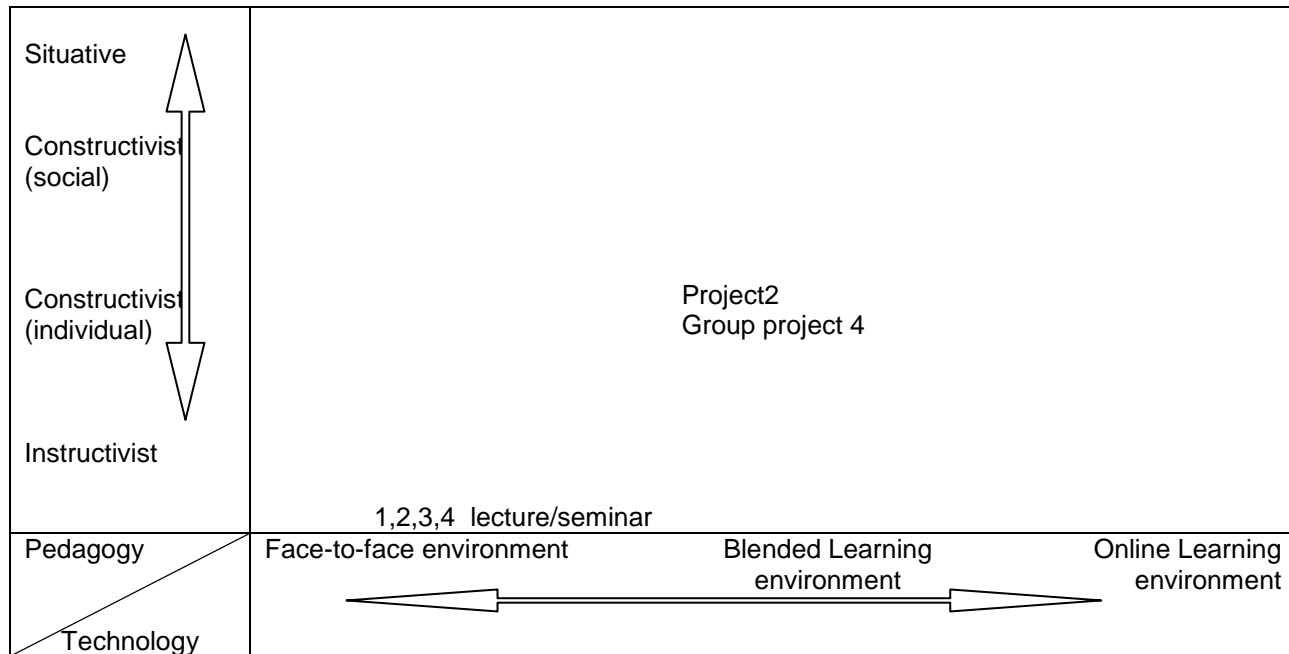 Situative
Constructivist
(social)
Constructivist
(individual)
Project2
Group project 4
Instructivist
1,2,3,4 lecture/seminar
Pedagogy
Technology
Face-to-face environment
Blended Learning
environment
Online Learning
environment